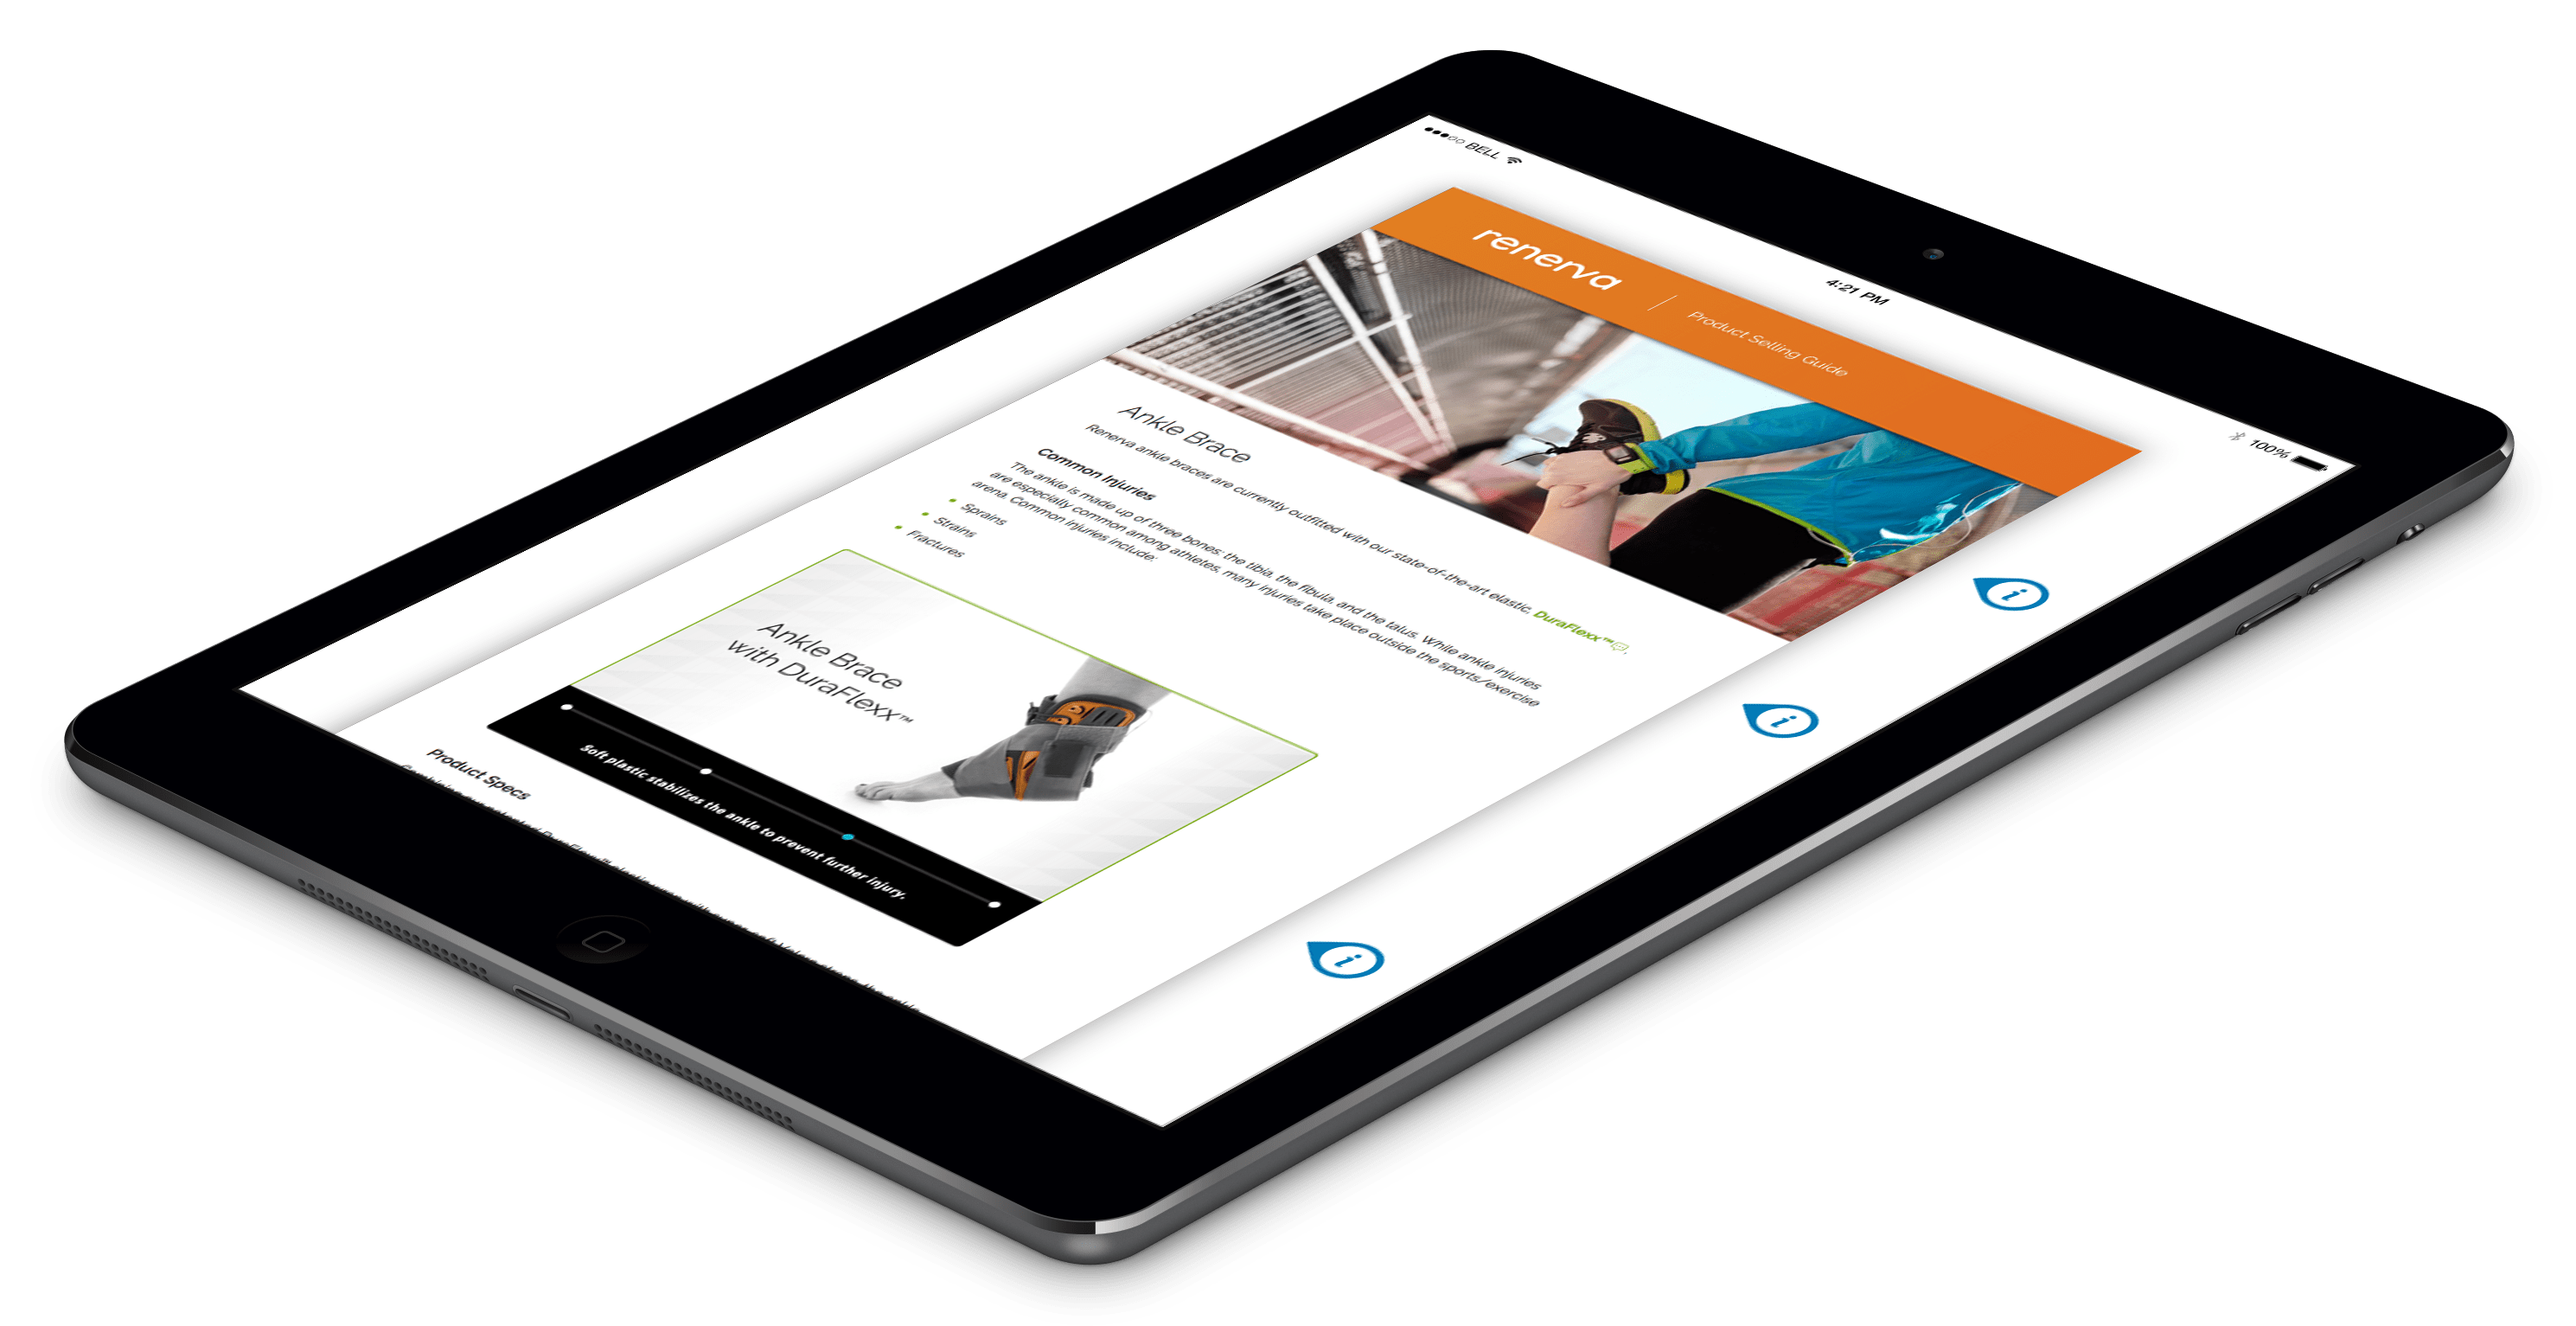 BELL
4:21 PM
100%
renerva
Product Selling Guide
Ankle Brace
Renerva ankle braces are currently outfitted with our state-of-the-art elastic, DuraFlexx™.
Common Injuries
The ankle is made up of three bones: the tibia, the fibula, and the talus. While ankle injuries
are especially common among athletes, many injuries take place outside the sports/exercise
arena. Common injuries include:
Sprains
Strains
Fractures
Ankle Brace
with DuraFlexx™
Soft plastic stabilizes the ankle to prevent further injury.
Product Specs
i
i
i